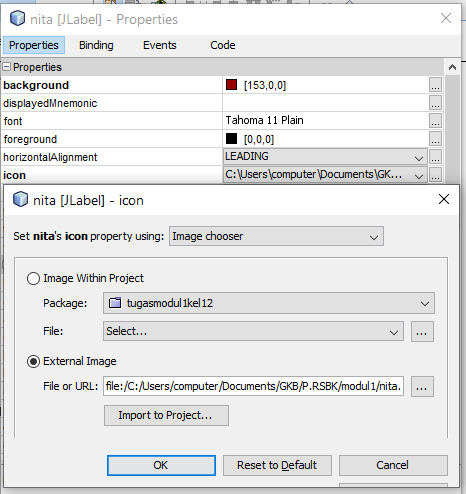 nita [JLabel] - Properties
Properties Binding Events Code
Properties
background [153,0,0] ...
displayedMnemonic ...
font Tahoma 11 Plain ...
foreground [0,0,0] ...
horizontalAlignment LEADING ...
icon C:\Users\computer\Documents\GK... ...
nita [JLabel] - icon
Set nita's icon property using: Image chooser
Image Within Project
Package: tugasmodul1kel12
File: Select... ...
External Image
File or URL: file:/C:/Users/computer/Documents/GKB/P.RSBK/modul1/nita. ...
Import to Project...
OK Reset to Default Cancel